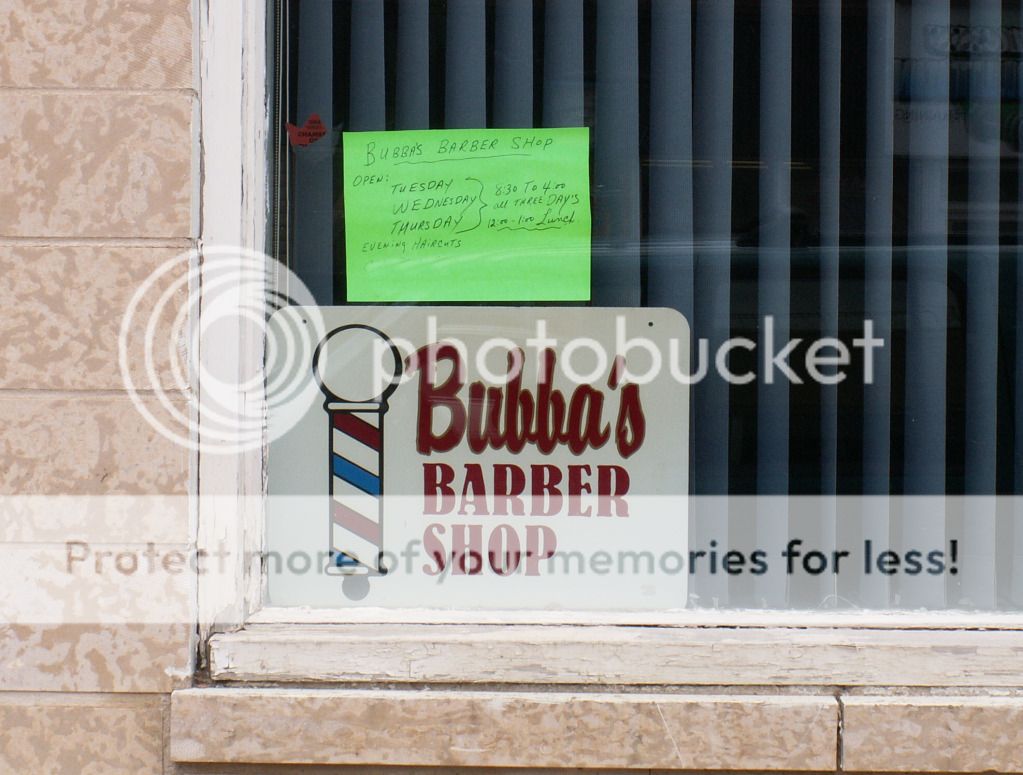 BUBBA'S BARBER SHOP
OPEN:
TUESDAY
WEDNESDAY
THURSDAY
8:30 TO 4:00
all THREE DAY'S
12:00 - 1:00 Lunch
EVENING HAIRCUTS
photobucket
Bubba's
BARBER
SHOP
Protect more of your memories for less!